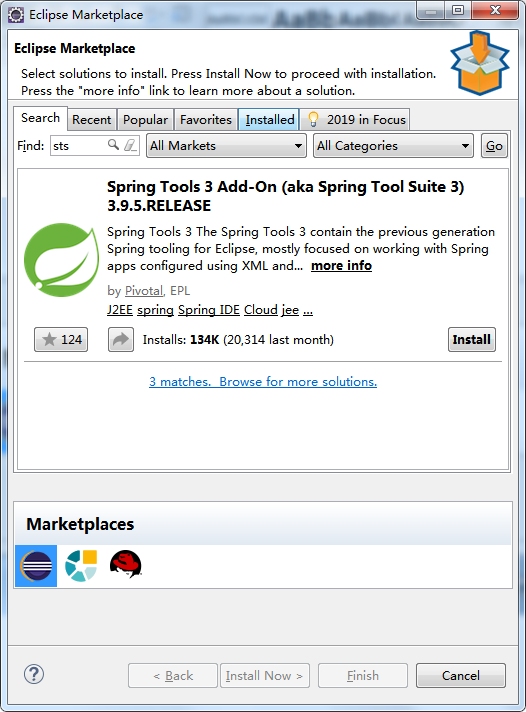 Eclipse Marketplace
Eclipse Marketplace
Select solutions to install. Press Install Now to proceed with installation.
Press the "more info" link to learn more about a solution.
Search Recent Popular Favorites Installed 2019 in Focus
Find: sts All Markets All Categories Go
Spring Tools 3 Add-On (aka Spring Tool Suite 3)
3.9.5.RELEASE
Spring Tools 3 The Spring Tools 3 contain the previous generation
Spring tooling for Eclipse, mostly focused on working with Spring
apps configured using XML and... more info
by Pivotal, EPL
J2EE spring Spring IDE Cloud jee ...
124 Installs: 134K (20,314 last month) Install
3 matches. Browse for more solutions.
Marketplaces
? < Back Install Now > Finish Cancel